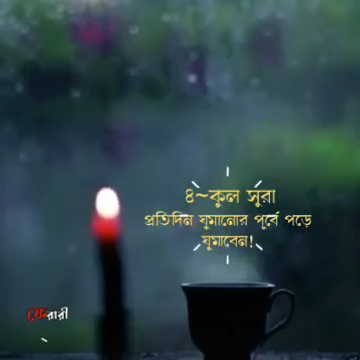 ৪~কুল সুরা
প্রতিদিন ঘুমানোর পূর্বে পড়ে
ঘুমাবেন!
ফেরারী